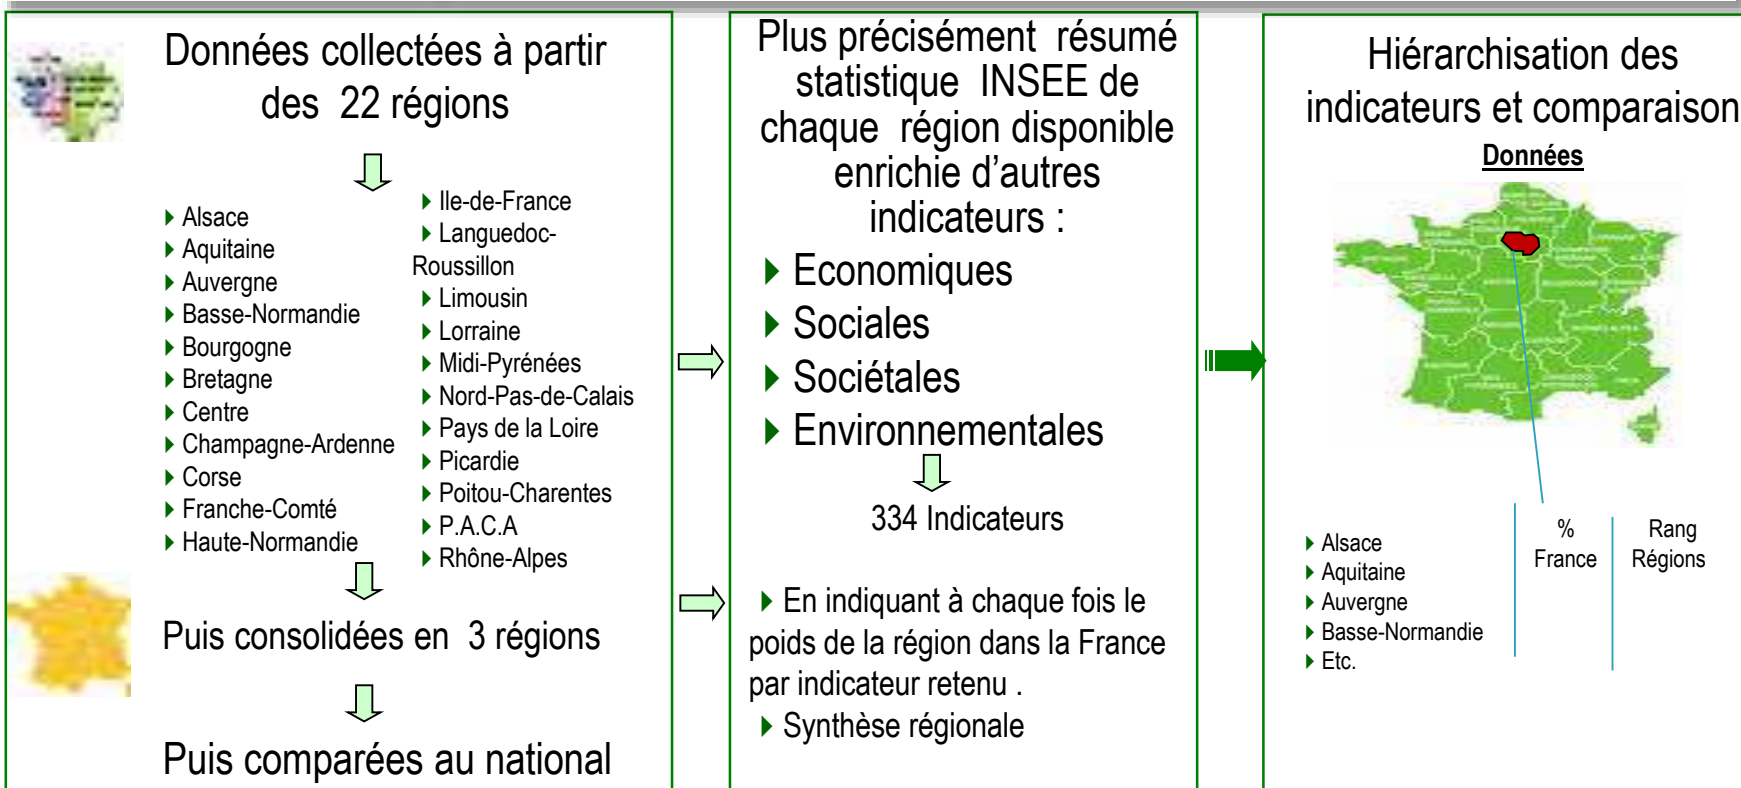 Données collectées à partir
des 22 régions
Alsace
Aquitaine
Auvergne
Basse-Normandie
Bourgogne
Bretagne
Centre
Champagne-Ardenne
Corse
Franche-Comté
Haute-Normandie
Ile-de-France
Languedoc-
Roussillon
Limousin
Lorraine
Midi-Pyrénées
Nord-Pas-de-Calais
Pays de la Loire
Picardie
Poitou-Charentes
P.A.C.A
Rhône-Alpes
Puis consolidées en 3 régions
Puis comparées au national
Plus précisément résumé
statistique INSEE de
chaque région disponible
enrichie d'autres
indicateurs :
Economiques
Sociales
Sociétales
Environnementales
334 Indicateurs
En indiquant à chaque fois le
poids de la région dans la France
par indicateur retenu .
Synthèse régionale
Hiérarchisation des
indicateurs et comparaison
Données
Alsace
Aquitaine
Auvergne
Basse-Normandie
Etc.
%
France
Rang
Régions